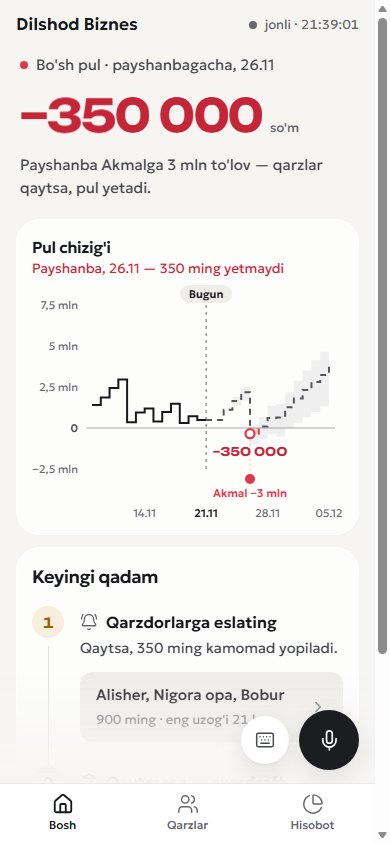 Dilshod Biznes
jonli · 21:39:01
Bo'sh pul · payshanbagacha, 26.11
−350 000 so'm
Payshanba Akmalga 3 mln to'lov — qarzlar
qaytsa, pul yetadi.
Pul chizig'i
Payshanba, 26.11 — 350 ming yetmaydi
Bugun
7,5 mln
5 mln
2,5 mln
0
−2,5 mln
−350 000
Akmal −3 mln
14.11
21.11
28.11
05.12
Keyingi qadam
1
Qarzdorlarga eslating
Qaytsa, 350 ming kamomad yopiladi.
Alisher, Nigora opa, Bobur
900 ming · eng uzog'i 21
Bosh
Qarzlar
Hisobot